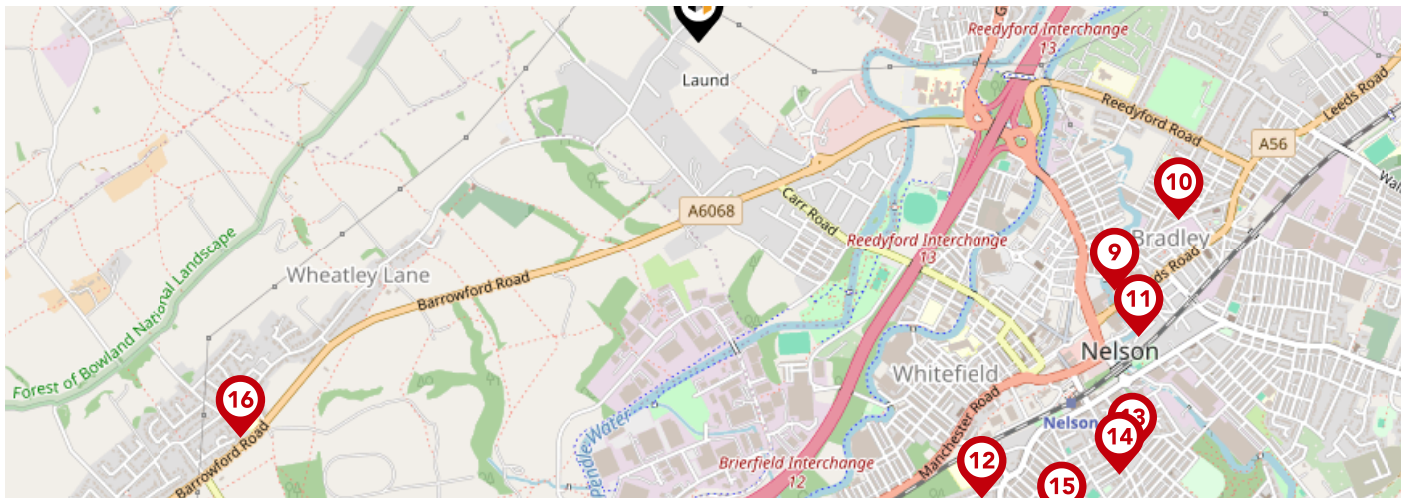 Reedyford Interchange
13
Laund
Reedyford Road
Leeds Road
A56
10
A6068
Carr Road
Bradley
Reedyford Interchange
13
9
Forest of Bowland National Landscape
Wheatley Lane
Barrowford Road
11
Nelson
Whitefield
16
Manchester Road
Nelson
13
14
Barrowford Road
Pendle Water
Brierfield Interchange
12
12
15